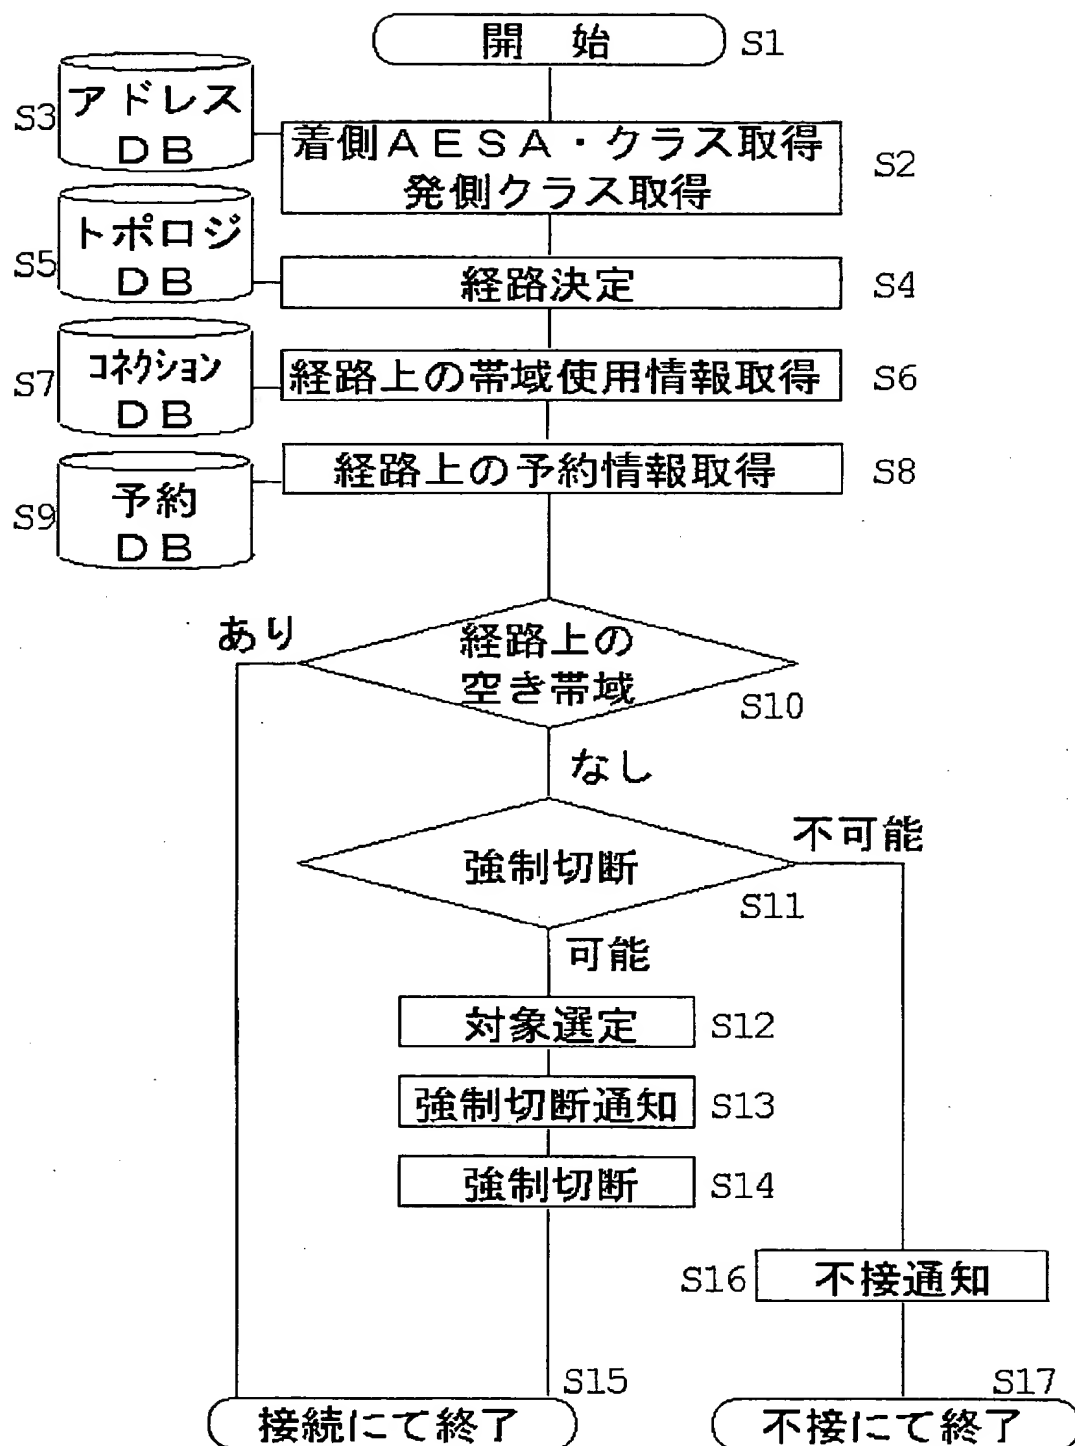 開 始
S1
アドレス
DB
S3
着側AESA・クラス取得
発側クラス取得
S2
トポロジ
DB
S5
経路決定
S4
コネクション
DB
S7
経路上の帯域使用情報取得
S6
経路上の予約情報取得
S8
予約
DB
S9
あり
経路上の
空き帯域
S10
なし
不可能
強制切断
S11
可能
対象選定
S12
強制切断通知
S13
強制切断
S14
S16
不接通知
S15
接続にて終了
S17
不接にて終了